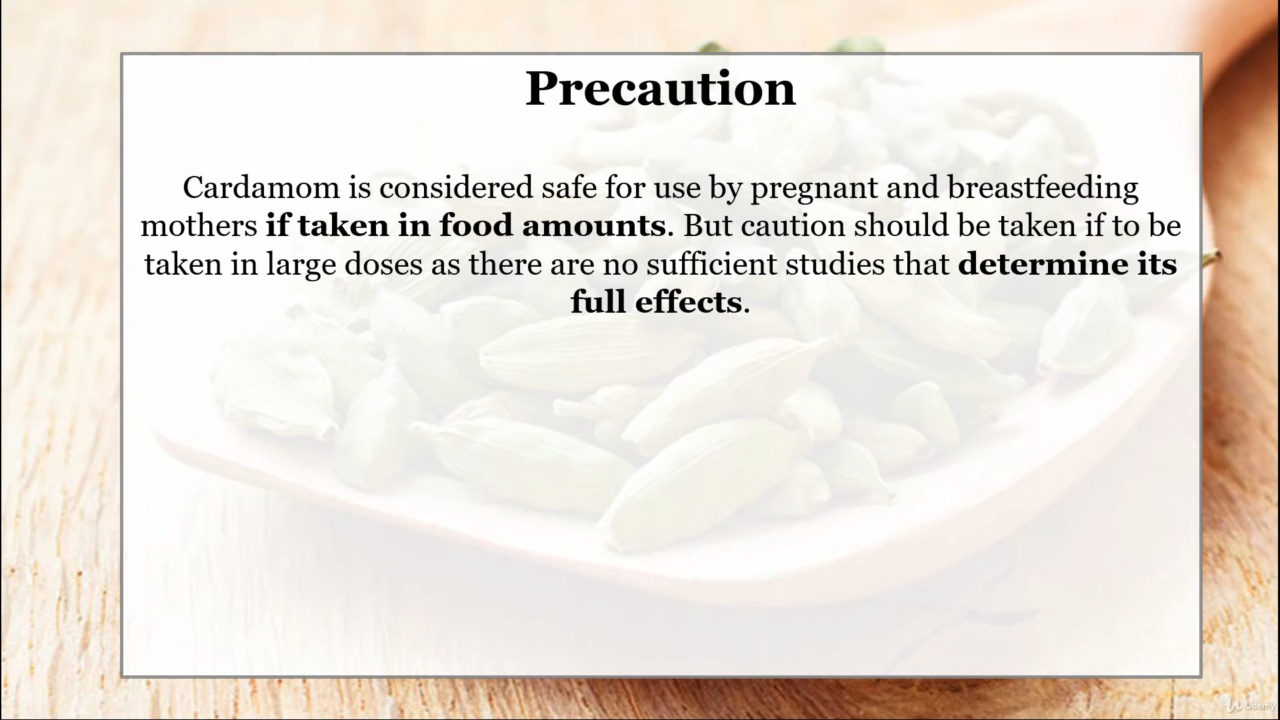 Precaution
Cardamom is considered safe for use by pregnant and breastfeeding
mothers if taken in food amounts. But caution should be taken if to be
taken in large doses as there are no sufficient studies that determine its
full effects.
Udemy